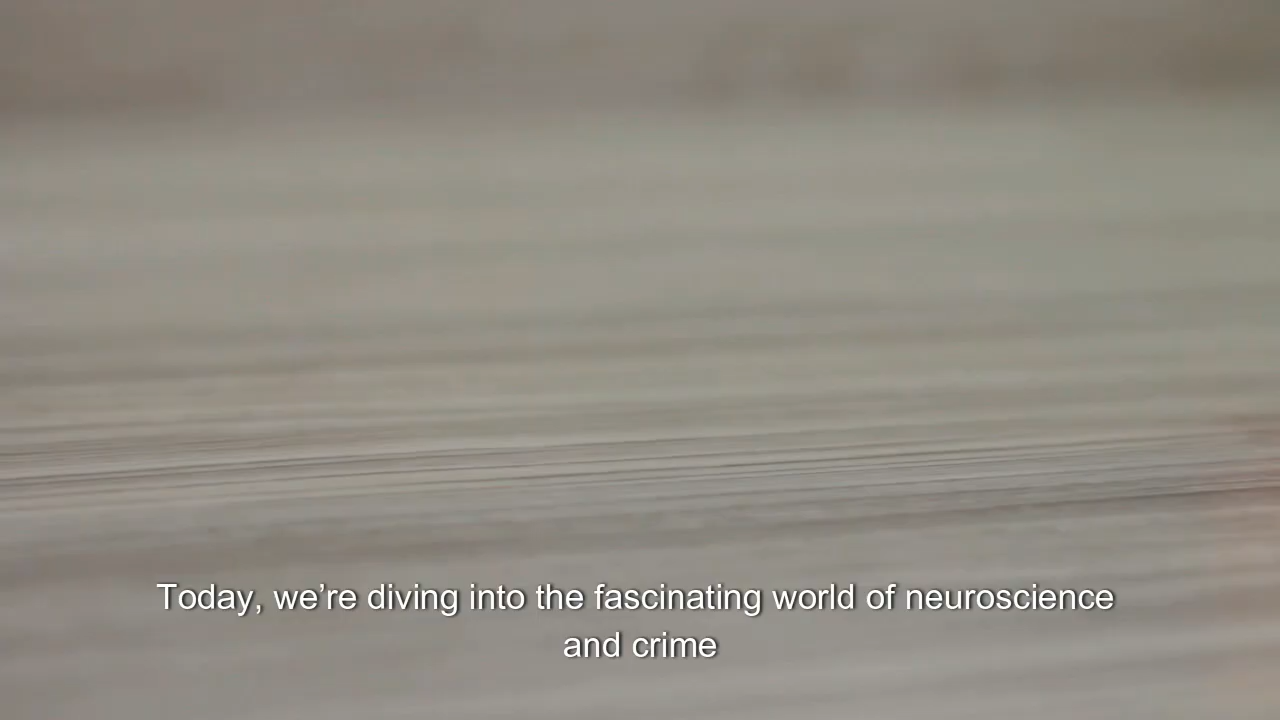 Today, we’re diving into the fascinating world of neuroscience
and crime